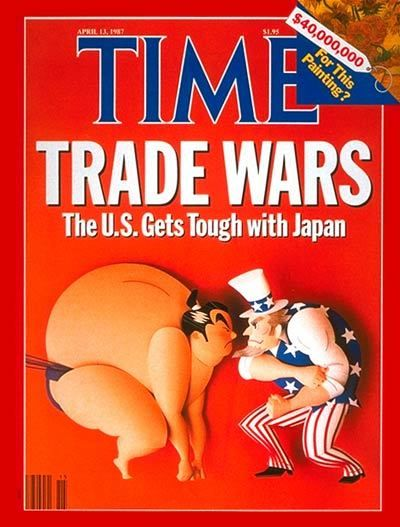 APRIL 13, 1987
$1.95
TIME
$40,000,000
For This
Painting?
TRADE WARS
The U.S. Gets Tough with Japan
15